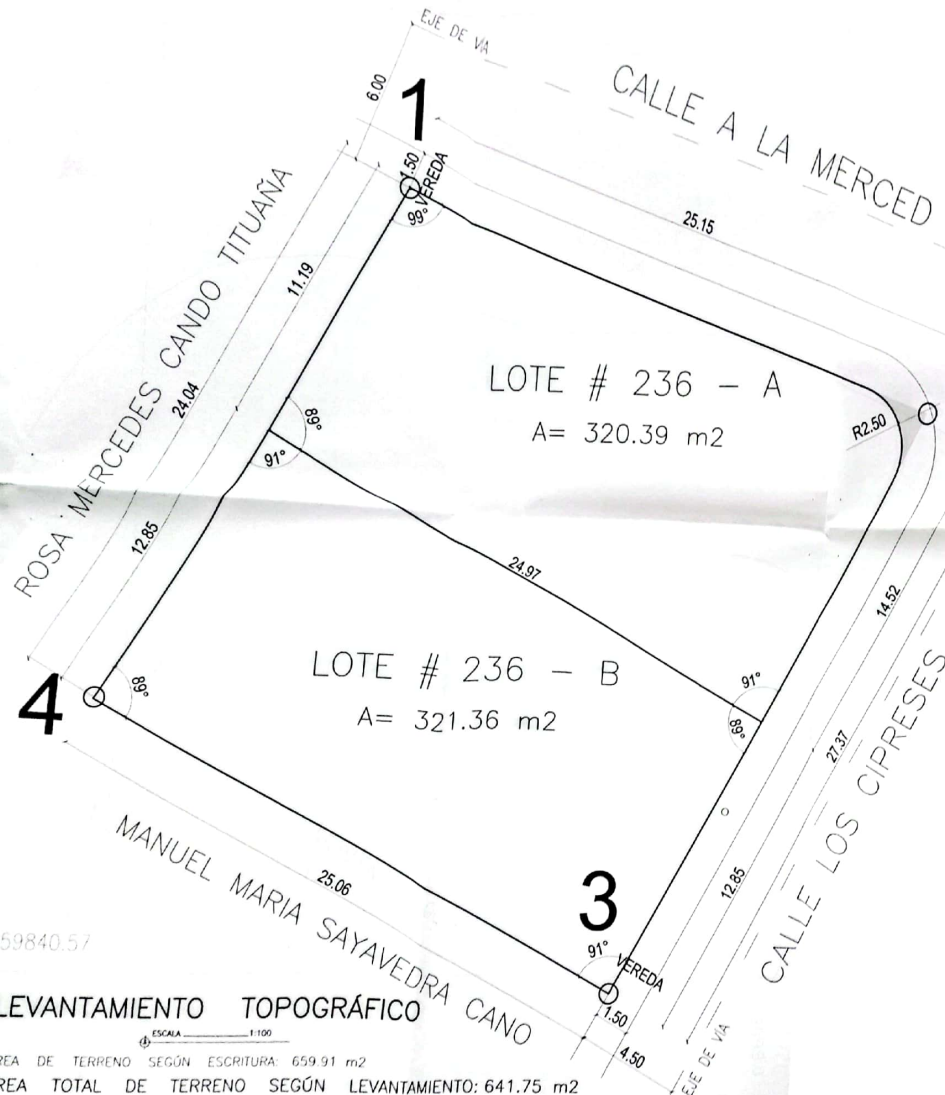 EJE DE VIA
6.00
1
1.50
VEREDA
99°
CALLE A LA MERCED
25.15
ROSA MERCEDES CANDO TITUAÑA
11.19
24.04
12.85
LOTE # 236 - A
A= 320.39 m2
R2.50
89°
91°
24.97
14.52
LOTE # 236 - B
A= 321.36 m2
91°
89°
27.37
CALLE LOS CIPRESES
4
89°
12.85
MANUEL MARIA SAYAVEDRA CANO
25.06
3
91°
VEREDA
1.50
4.50
EJE DE VIA
59840.57
LEVANTAMIENTO TOPOGRÁFICO
ESCALA 1:100
REA DE TERRENO SEGÚN ESCRITURA: 659.91 m2
REA TOTAL DE TERRENO SEGÚN LEVANTAMIENTO: 641.75 m2